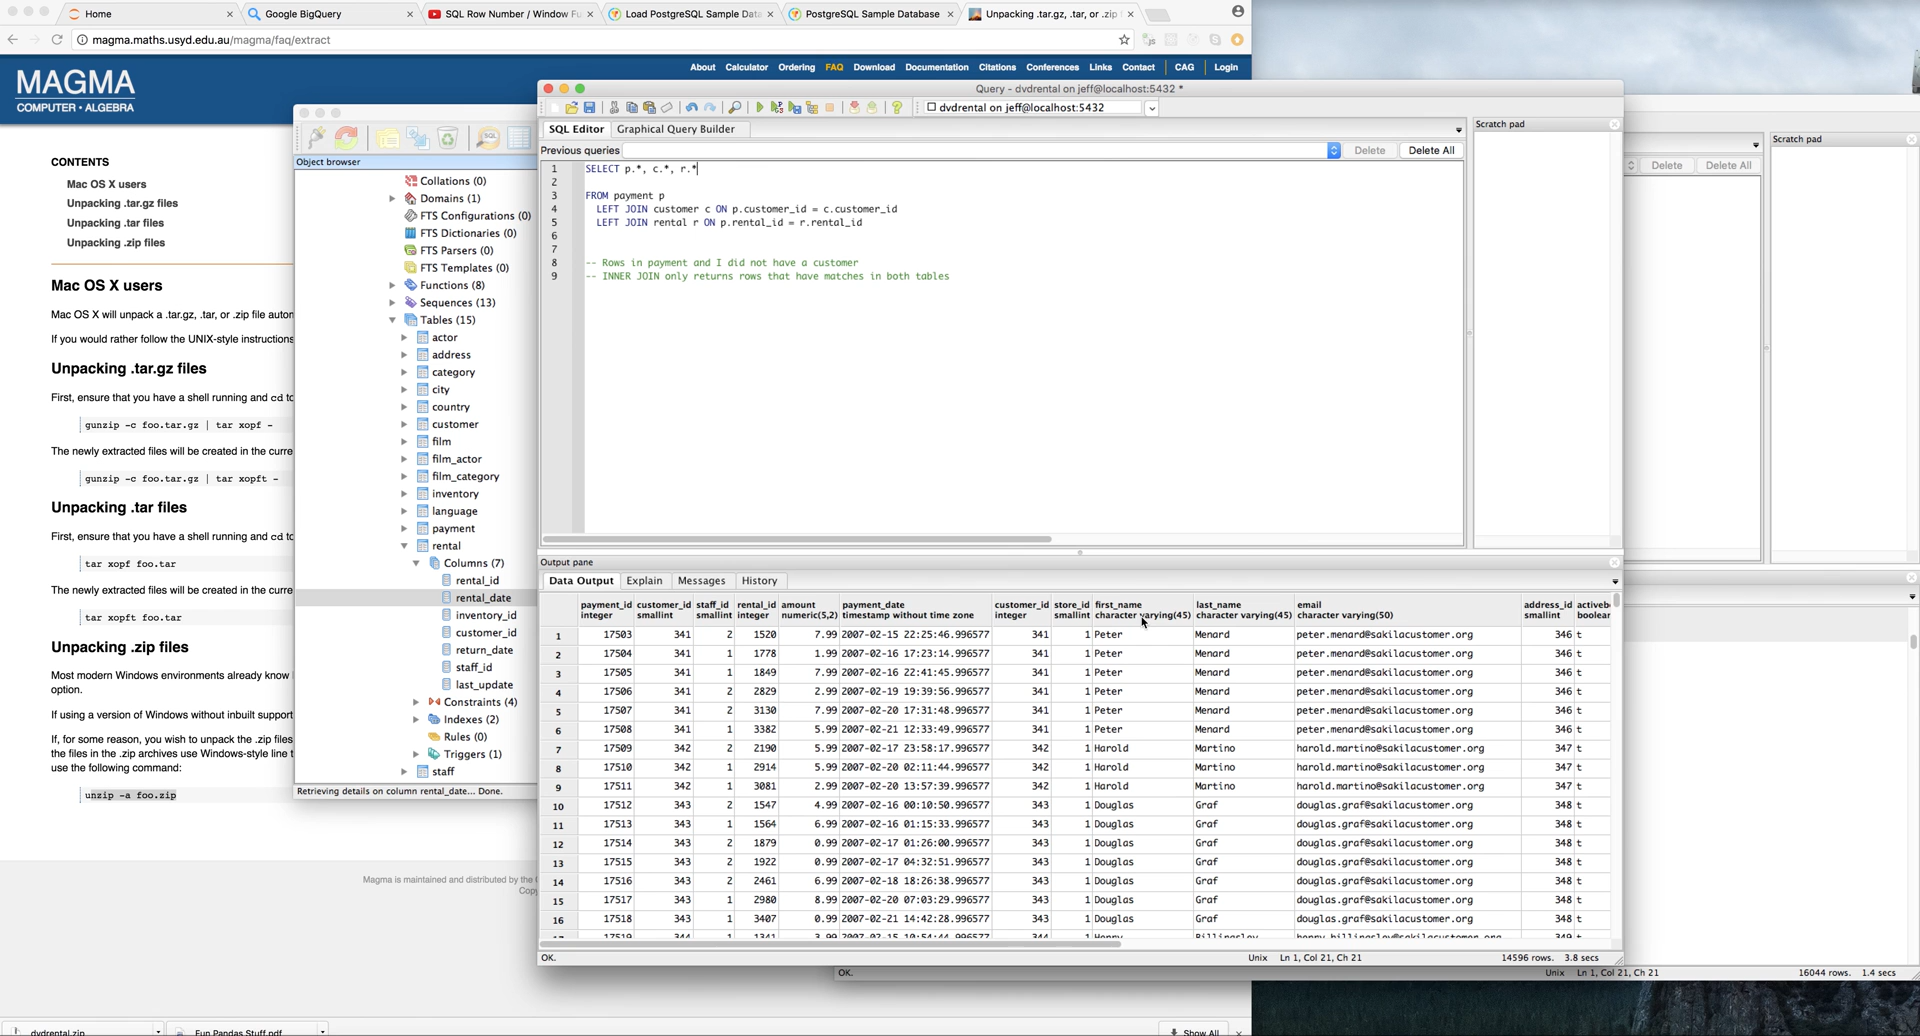 Home
Google BigQuery
SQL Row Number / Window Fu
Load PostgreSQL Sample Data
PostgreSQL Sample Database
Unpacking .tar.gz, .tar, or .zip f
magma.maths.usyd.edu.au/magma/faq/extract
MAGMA
COMPUTER • ALGEBRA
About Calculator Ordering FAQ Download Documentation Citations Conferences Links Contact CAG Login
CONTENTS
Mac OS X users
Unpacking .tar.gz files
Unpacking .tar files
Unpacking .zip files
Mac OS X users
Mac OS X will unpack a .tar.gz, .tar, or .zip file auton
If you would rather follow the UNIX-style instructions
Unpacking .tar.gz files
First, ensure that you have a shell running and cd to
gunzip -c foo.tar.gz | tar xopf -
The newly extracted files will be created in the curre
gunzip -c foo.tar.gz | tar xopft -
Unpacking .tar files
First, ensure that you have a shell running and cd to
tar xopf foo.tar
The newly extracted files will be created in the curre
tar xopft foo.tar
Unpacking .zip files
Most modern Windows environments already know
option.
If using a version of Windows without inbuilt support
If, for some reason, you wish to unpack the .zip files
the files in the .zip archives use Windows-style line t
use the following command:
unzip -a foo.zip
Magma is maintained and distributed by the
Copy
dvdrental.zip
Fun Pandas Stuff.pdf
Show All
Object browser
Collations (0)
Domains (1)
FTS Configurations (0)
FTS Dictionaries (0)
FTS Parsers (0)
FTS Templates (0)
Functions (8)
Sequences (13)
Tables (15)
actor
address
category
city
country
customer
film
film_actor
film_category
inventory
language
payment
rental
Columns (7)
rental_id
rental_date
inventory_id
customer_id
return_date
staff_id
last_update
Constraints (4)
Indexes (2)
Rules (0)
Triggers (1)
staff
Retrieving details on column rental_date... Done.
Query - dvdrental on jeff@localhost:5432 *
dvdrental on jeff@localhost:5432
SQL Editor Graphical Query Builder
Previous queries Delete Delete All
1 SELECT p.*, c.*, r.*
2
3 FROM payment p
4 LEFT JOIN customer c ON p.customer_id = c.customer_id
5 LEFT JOIN rental r ON p.rental_id = r.rental_id
6
7
8 -- Rows in payment and I did not have a customer
9 -- INNER JOIN only returns rows that have matches in both tables
Scratch pad
Output pane
Data Output Explain Messages History
payment_id customer_id staff_id rental_id amount payment_date customer_id store_id first_name last_name email address_id activeb
integer smallint smallint integer numeric(5,2) timestamp without time zone integer smallint character varying(45) character varying(45) character varying(50) smallint boolean
1 17503 341 2 1520 7.99 2007-02-15 22:25:46.996577 341 1 Peter Menard peter.menard@sakilacustomer.org 346 t
2 17504 341 1 1778 1.99 2007-02-16 17:23:14.996577 341 1 Peter Menard peter.menard@sakilacustomer.org 346 t
3 17505 341 1 1849 7.99 2007-02-16 22:41:45.996577 341 1 Peter Menard peter.menard@sakilacustomer.org 346 t
4 17506 341 2 2829 2.99 2007-02-19 19:39:56.996577 341 1 Peter Menard peter.menard@sakilacustomer.org 346 t
5 17507 341 2 3130 7.99 2007-02-20 17:31:48.996577 341 1 Peter Menard peter.menard@sakilacustomer.org 346 t
6 17508 341 1 3382 5.99 2007-02-21 12:33:49.996577 341 1 Peter Menard peter.menard@sakilacustomer.org 346 t
7 17509 342 2 2190 5.99 2007-02-17 23:58:17.996577 342 1 Harold Martino harold.martino@sakilacustomer.org 347 t
8 17510 342 1 2914 5.99 2007-02-20 02:11:44.996577 342 1 Harold Martino harold.martino@sakilacustomer.org 347 t
9 17511 342 1 3081 2.99 2007-02-20 13:57:39.996577 342 1 Harold Martino harold.martino@sakilacustomer.org 347 t
10 17512 343 2 1547 4.99 2007-02-16 00:10:50.996577 343 1 Douglas Graf douglas.graf@sakilacustomer.org 348 t
11 17513 343 1 1564 6.99 2007-02-16 01:15:33.996577 343 1 Douglas Graf douglas.graf@sakilacustomer.org 348 t
12 17514 343 2 1879 0.99 2007-02-17 01:26:00.996577 343 1 Douglas Graf douglas.graf@sakilacustomer.org 348 t
13 17515 343 2 1922 0.99 2007-02-17 04:32:51.996577 343 1 Douglas Graf douglas.graf@sakilacustomer.org 348 t
14 17516 343 2 2461 6.99 2007-02-18 18:26:38.996577 343 1 Douglas Graf douglas.graf@sakilacustomer.org 348 t
15 17517 343 1 2980 8.99 2007-02-20 07:03:29.996577 343 1 Douglas Graf douglas.graf@sakilacustomer.org 348 t
16 17518 343 1 3407 0.99 2007-02-21 14:42:28.996577 343 1 Douglas Graf douglas.graf@sakilacustomer.org 348 t
OK. Unix Ln 1, Col 21, Ch 21 14596 rows. 3.8 secs
Scratch pad
Delete Delete All
OK. Unix Ln 1, Col 21, Ch 21 16044 rows. 1.4 secs